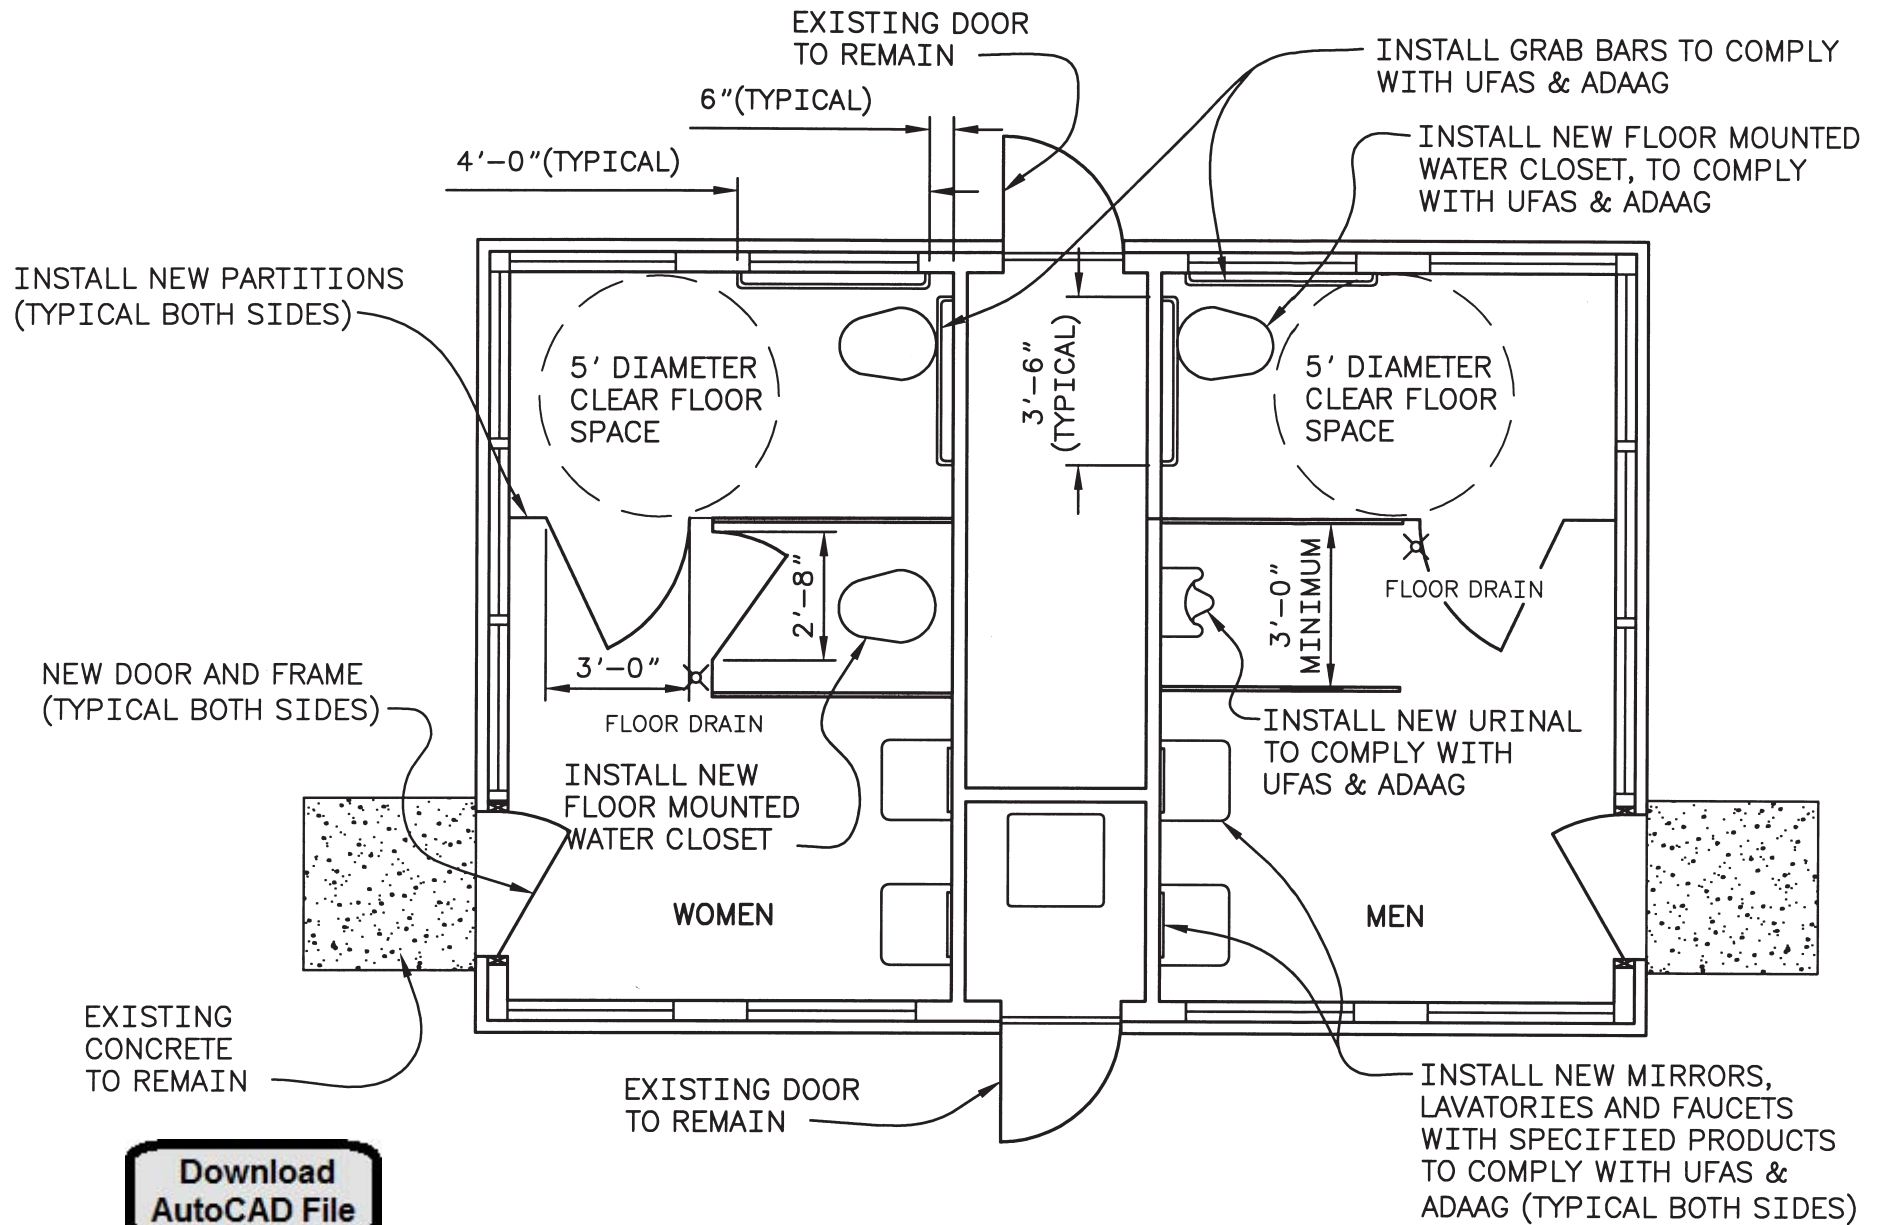 EXISTING DOOR
TO REMAIN
INSTALL GRAB BARS TO COMPLY
WITH UFAS & ADAAG
6"(TYPICAL)
4'-0"(TYPICAL)
INSTALL NEW FLOOR MOUNTED
WATER CLOSET, TO COMPLY
WITH UFAS & ADAAG
INSTALL NEW PARTITIONS
(TYPICAL BOTH SIDES)
5' DIAMETER
CLEAR FLOOR
SPACE
3'-6"
(TYPICAL)
5' DIAMETER
CLEAR FLOOR
SPACE
2'-8"
3'-0"
MINIMUM
FLOOR DRAIN
3'-0"
FLOOR DRAIN
NEW DOOR AND FRAME
(TYPICAL BOTH SIDES)
INSTALL NEW URINAL
TO COMPLY WITH
UFAS & ADAAG
INSTALL NEW
FLOOR MOUNTED
WATER CLOSET
WOMEN
MEN
EXISTING
CONCRETE
TO REMAIN
EXISTING DOOR
TO REMAIN
INSTALL NEW MIRRORS,
LAVATORIES AND FAUCETS
WITH SPECIFIED PRODUCTS
TO COMPLY WITH UFAS &
ADAAG (TYPICAL BOTH SIDES)
Download
AutoCAD File